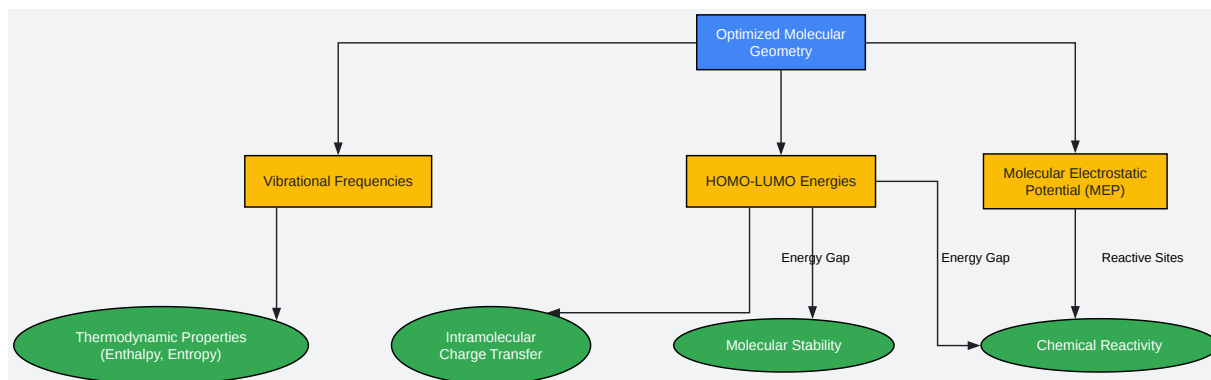 Optimized Molecular
Geometry
Vibrational Frequencies
HOMO-LUMO Energies
Molecular Electrostatic
Potential (MEP)
Energy Gap
Energy Gap
Reactive Sites
Thermodynamic Properties
(Enthalpy, Entropy)
Intramolecular
Charge Transfer
Molecular Stability
Chemical Reactivity